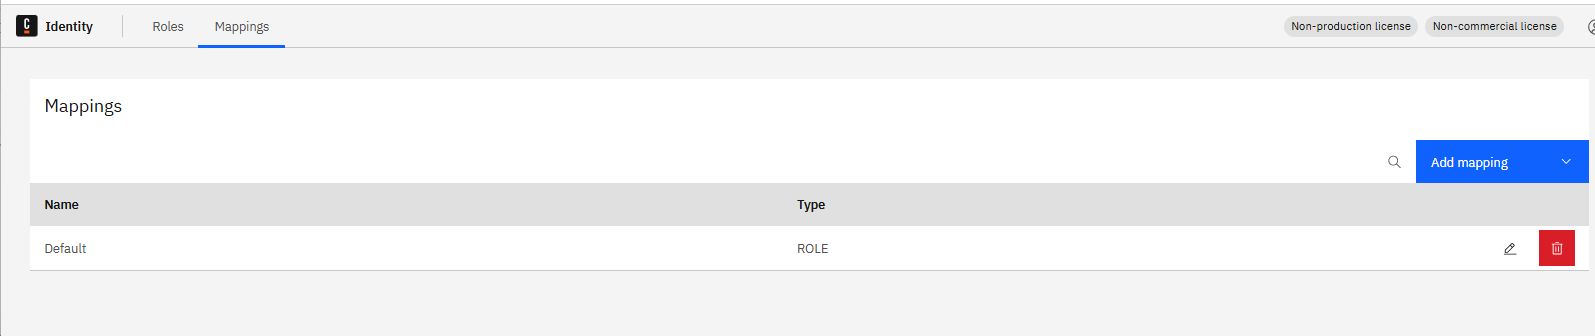 C Identity Roles Mappings Non-production license Non-commercial license
Mappings
Add mapping
Name Type
Default ROLE